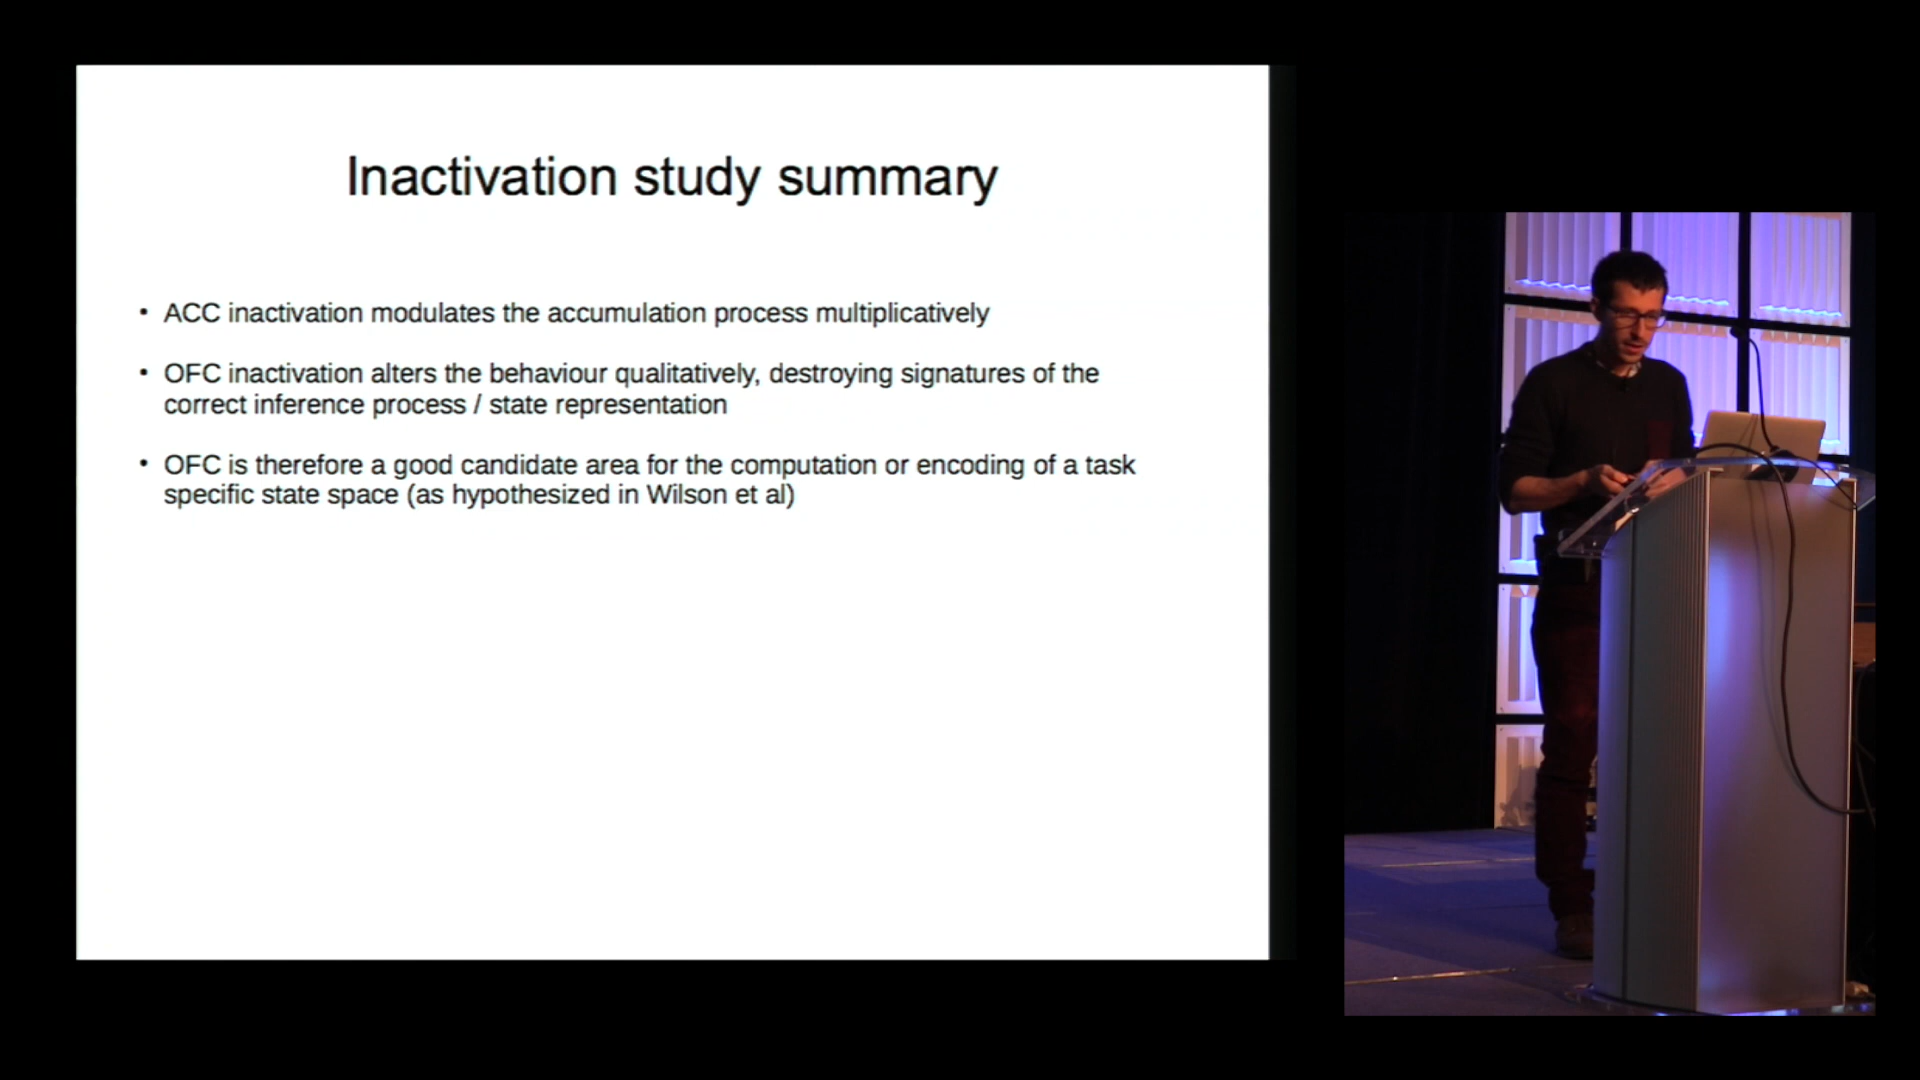 Inactivation study summary
• ACC inactivation modulates the accumulation process multiplicatively
• OFC inactivation alters the behaviour qualitatively, destroying signatures of the
correct inference process / state representation
• OFC is therefore a good candidate area for the computation or encoding of a task
specific state space (as hypothesized in Wilson et al)